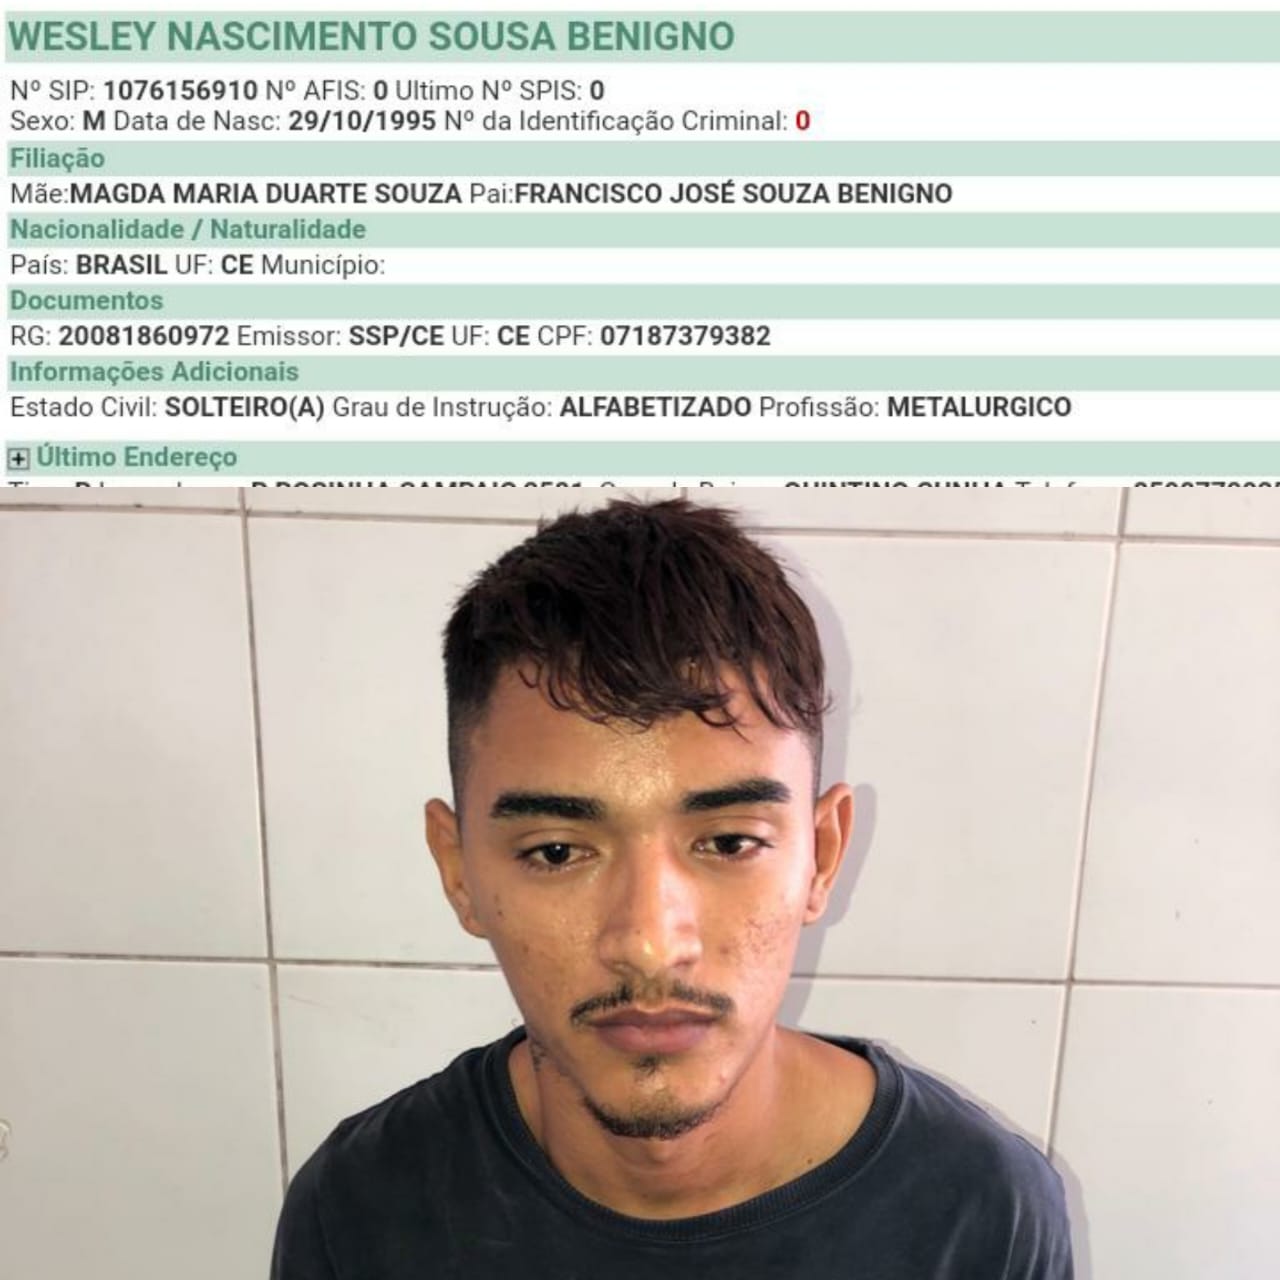 WESLEY NASCIMENTO SOUSA BENIGNO
Nº SIP: 1076156910 Nº AFIS: 0 Ultimo Nº SPIS: 0
Sexo: M Data de Nasc: 29/10/1995 Nº da Identificação Criminal: 0
Filiação
Mãe:MAGDA MARIA DUARTE SOUZA Pai:FRANCISCO JOSÉ SOUZA BENIGNO
Nacionalidade / Naturalidade
País: BRASIL UF: CE Município:
Documentos
RG: 20081860972 Emissor: SSP/CE UF: CE CPF: 07187379382
Informações Adicionais
Estado Civil: SOLTEIRO(A) Grau de Instrução: ALFABETIZADO Profissão: METALURGICO
Último Endereço